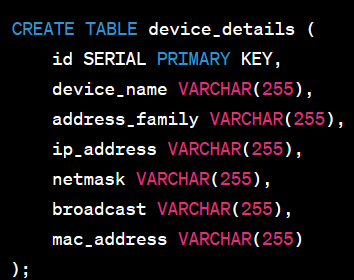 CREATE TABLE device_details (
    id SERIAL PRIMARY KEY,
    device_name VARCHAR(255),
    address_family VARCHAR(255),
    ip_address VARCHAR(255),
    netmask VARCHAR(255),
    broadcast VARCHAR(255),
    mac_address VARCHAR(255)
);